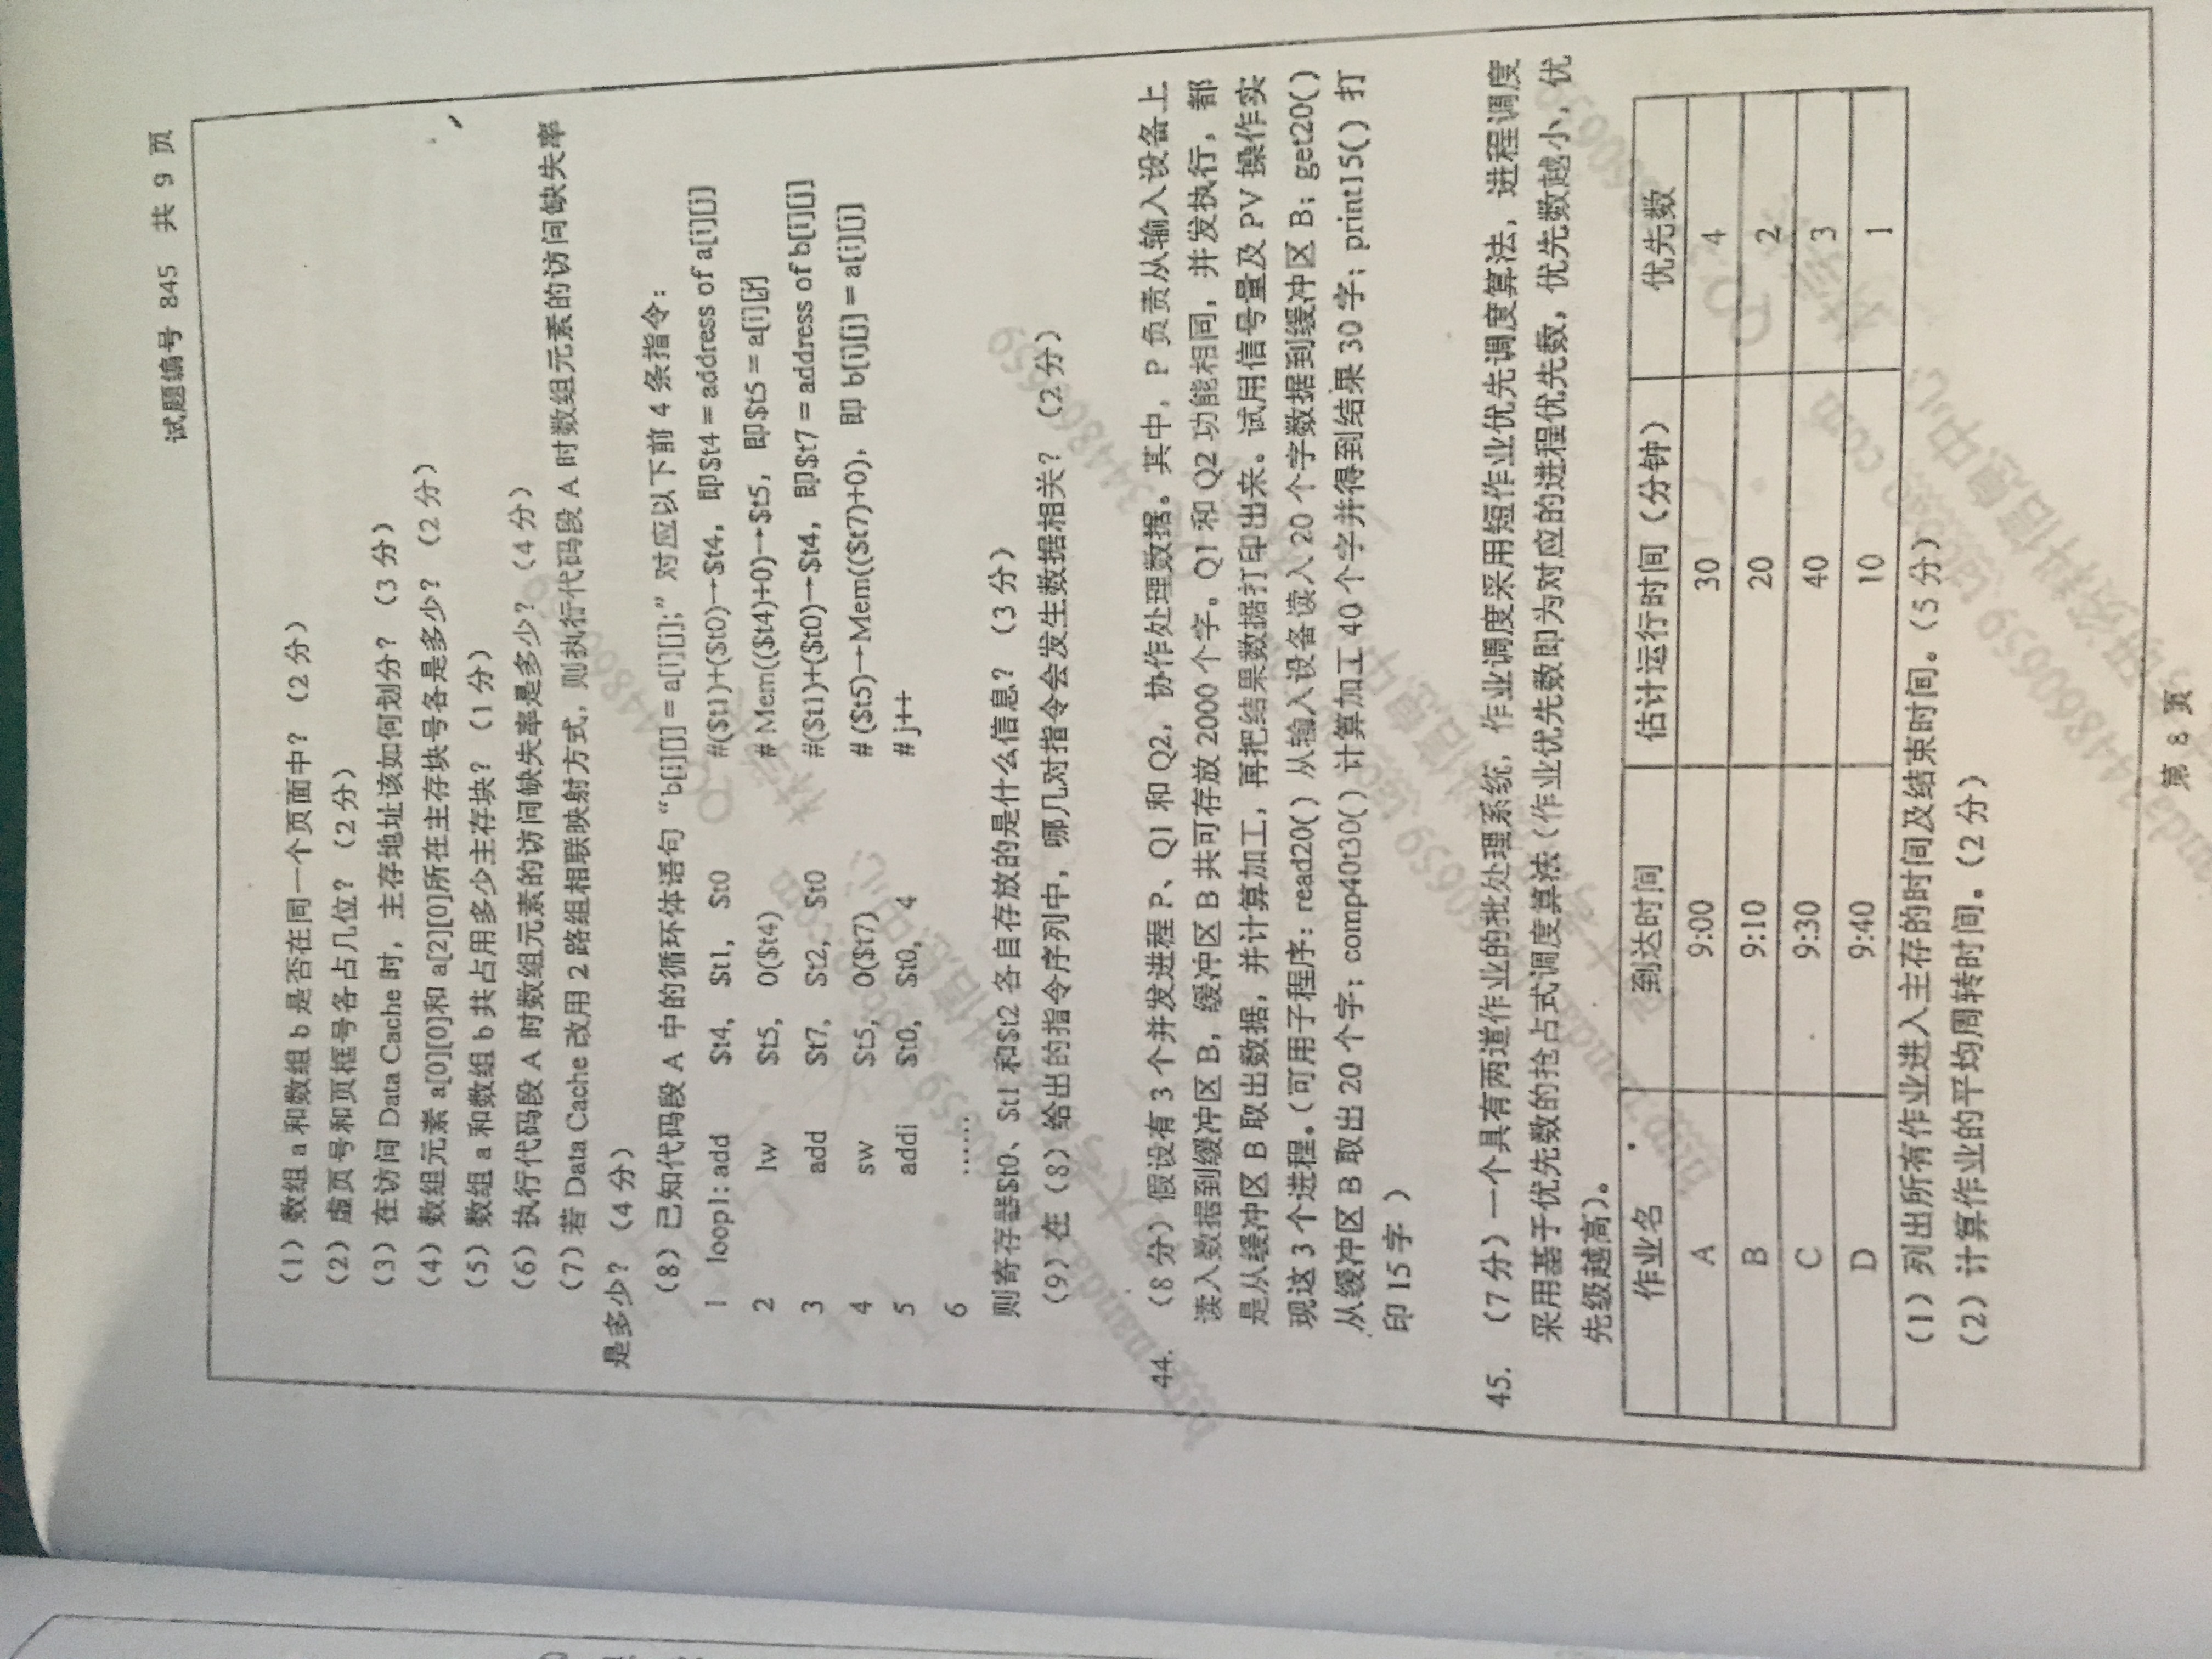 试题编号 845 共 9 页
（1）数组 a 和数组 b 是否在同一个页面中？（2 分）
（2）虚页号和页框号各占几位？（2 分）
（3）在访问 Data Cache 时，主存地址该如何划分？（3 分）
（4）数组元素 a[0][0]和 a[2][0]所在主存块号各是多少？（2 分）
（5）数组 a 和数组 b 共占用多少主存块？（1 分）
（6）执行代码段 A 时数组元素的访问缺失率是多少？（4 分）
（7）若 Data Cache 改用 2 路组相联映射方式，则执行代码段 A 时数组元素的访问缺失率
是多少？（4 分）
（8）已知代码段 A 中的循环体语句“b[i][j] = a[i][j];”对应以下前 4 条指令：
1 loop1: add $t4, $t1, $t0 #($t1)+($t0)→$t4，即$t4 = address of a[i][j]
2 lw $t5, 0($t4) # Mem(($t4)+0)→$t5，即$t5 = a[i][j]
3 add $t7, $t2, $t0 #($t1)+($t0)→$t4，即$t7 = address of b[i][j]
4 sw $t5, 0($t7) # ($t5)→Mem(($t7)+0)，即 b[i][j] = a[i][j]
5 addi $t0, $t0, 4 # j++
6 ……
则寄存器$t0、$t1 和$t2 各自存放的是什么信息？（3 分）
（9）在（8）给出的指令序列中，哪几对指令会发生数据相关？（2 分）
44. （8 分）假设有 3 个并发进程 P、Q1 和 Q2，协作处理数据。其中，P 负责从输入设备上
读入数据到缓冲区 B，缓冲区 B 共可存放 2000 个字。Q1 和 Q2 功能相同，并发执行，都
是从缓冲区 B 取出数据，并计算加工，再把结果数据打印出来。试用信号量及 PV 操作实
现这 3 个进程。（可用子程序：read20( ) 从输入设备读入 20 个字数据到缓冲区 B；get20( )
从缓冲区 B 取出 20 个字；comp40t30( ) 计算加工 40 个字并得到结果 30 字；print15( ) 打
印 15 字 ）
45. （7 分）一个具有两道作业的批处理系统，作业调度采用短作业优先调度算法，进程调度
采用基于优先数的抢占式调度算法（作业优先数即为对应的进程优先数，优先数越小，优
先级越高）。
作业名 到达时间 估计运行时间（分钟） 优先数
A 9:00 30 4
B 9:10 20 2
C 9:30 40 3
D 9:40 10 1
（1）列出所有作业进入主存的时间及结束时间。（5 分）
（2）计算作业的平均周转时间。（2 分）
第 8 页